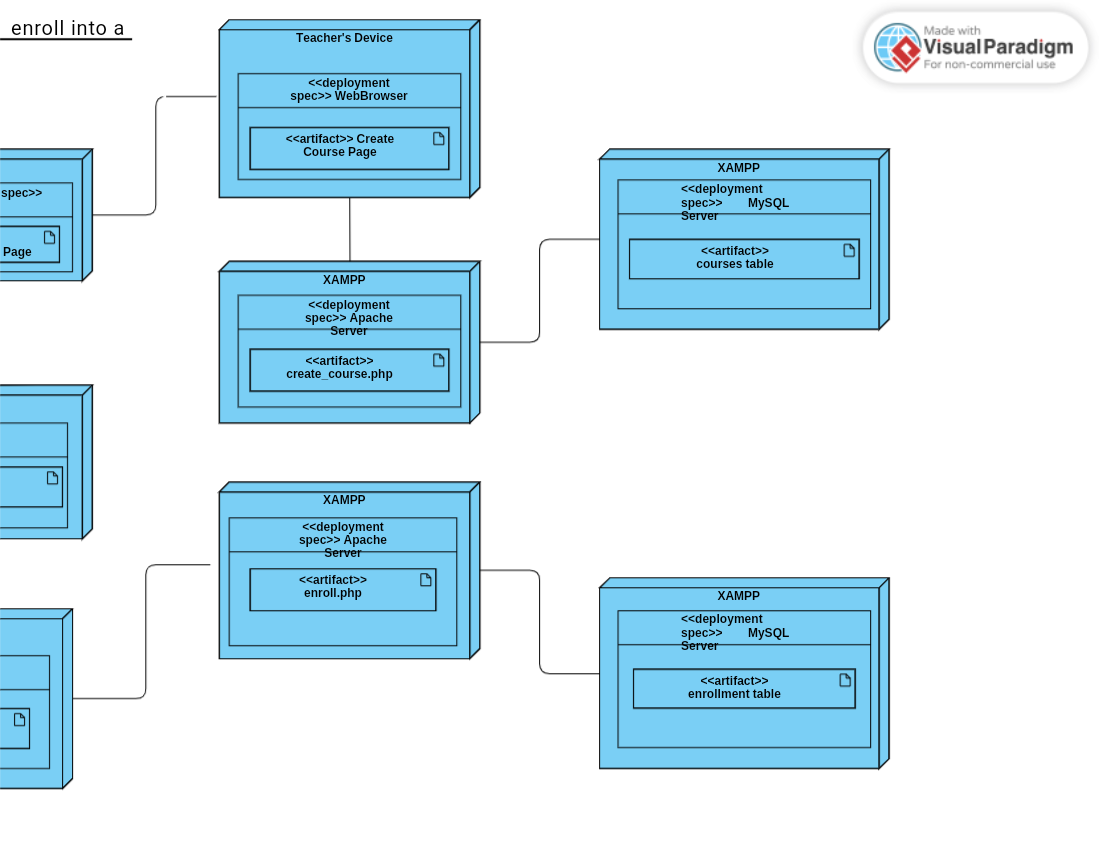 enroll into a
Made with
Visual Paradigm
For non-commercial use
Teacher's Device
<<deployment
spec>> WebBrowser
<<artifact>> Create
Course Page
spec>>
Page
XAMPP
<<deployment
spec>> MySQL
Server
<<artifact>>
courses table
XAMPP
<<deployment
spec>> Apache
Server
<<artifact>>
create_course.php
XAMPP
<<deployment
spec>> Apache
Server
<<artifact>>
enroll.php
XAMPP
<<deployment
spec>> MySQL
Server
<<artifact>>
enrollment table